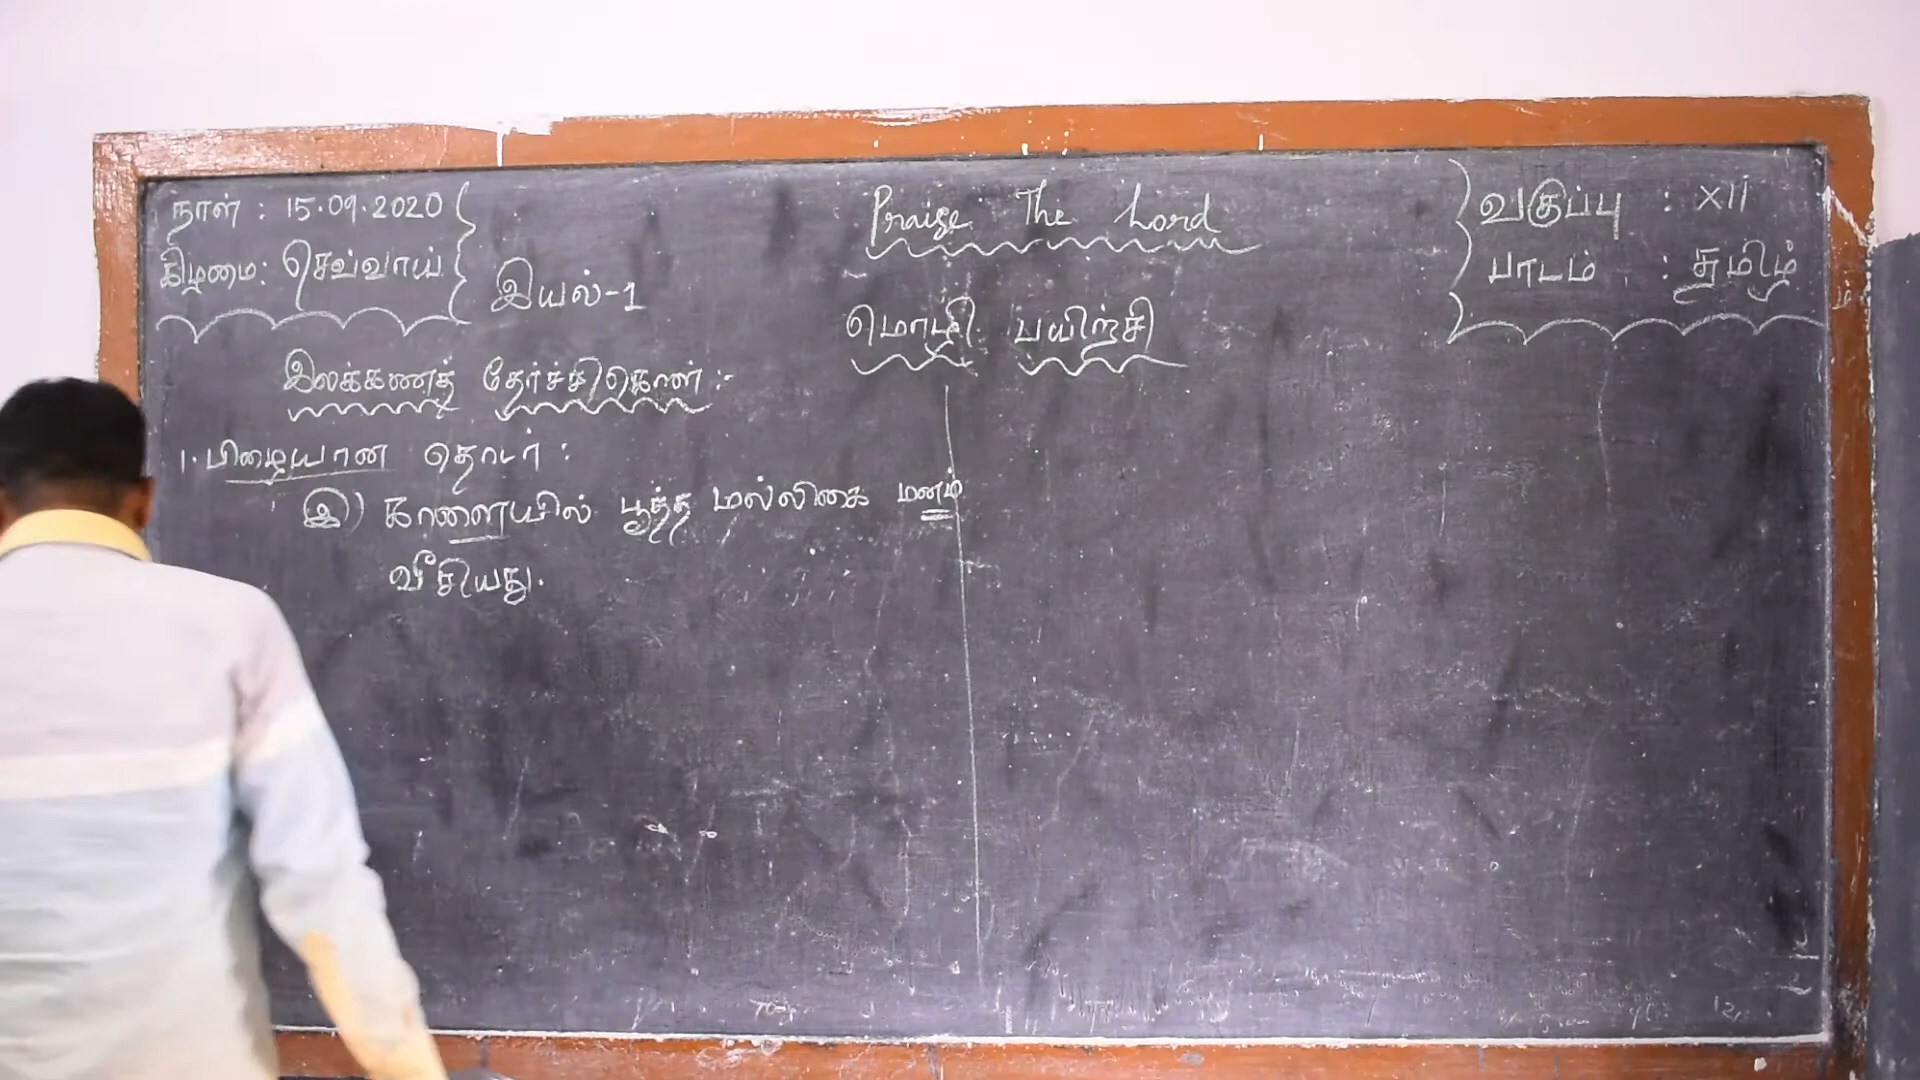 நாள் : 15.09.2020
கிழமை: செவ்வாய்
Praise The Lord
வகுப்பு : XII
பாடம் : தமிழ்
இயல்-1
மொழி பயிற்சி
இலக்கணத் தேர்ச்சிகொள் :-
1. பிழையான தொடர் :
இ) காளையில் பூத்த மல்லிகை மனம்
வீசியது.